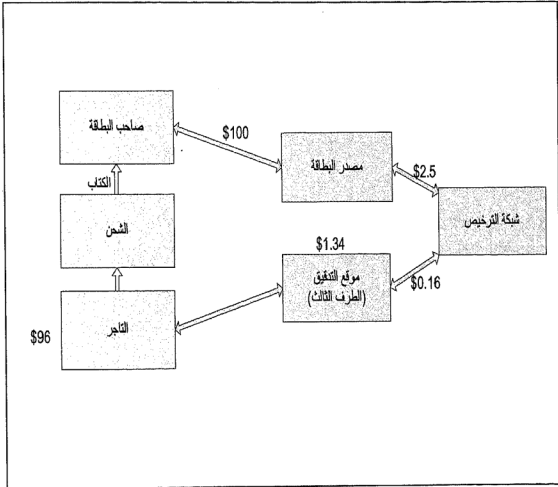 صاحب البطاقة
$100
مصدر البطاقة
$2.5
الكتاب
الشحن
شبكة الترخيص
$1.34
موقع التدقيق
(الطرف الثالث)
$0.16
التاجر
$96